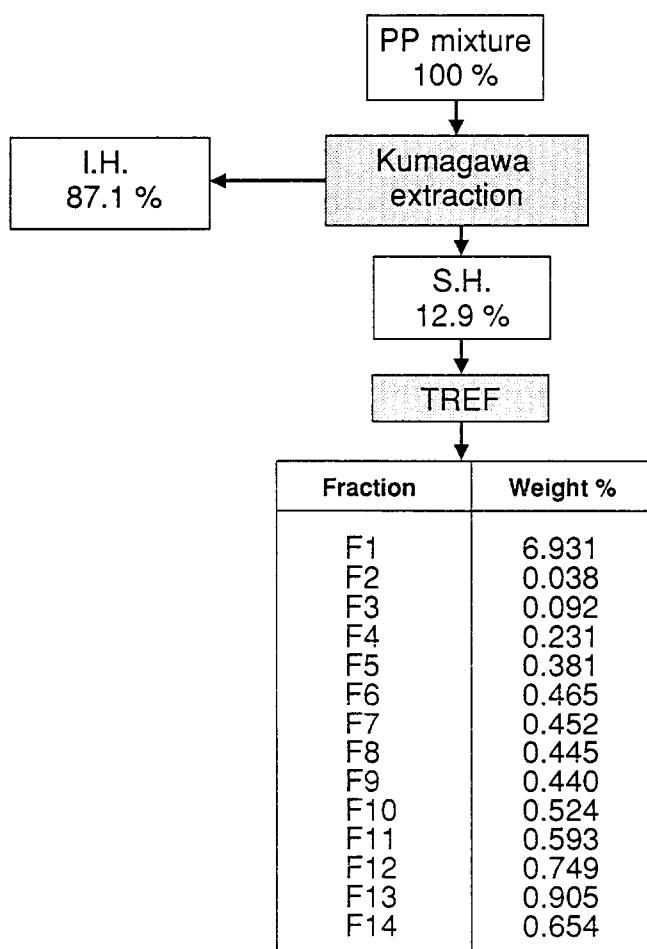 PP mixture
100 %
I.H.
87.1 %
Kumagawa
extraction
S.H.
12.9 %
TREF
Fraction Weight %
F1 6.931
F2 0.038
F3 0.092
F4 0.231
F5 0.381
F6 0.465
F7 0.452
F8 0.445
F9 0.440
F10 0.524
F11 0.593
F12 0.749
F13 0.905
F14 0.654